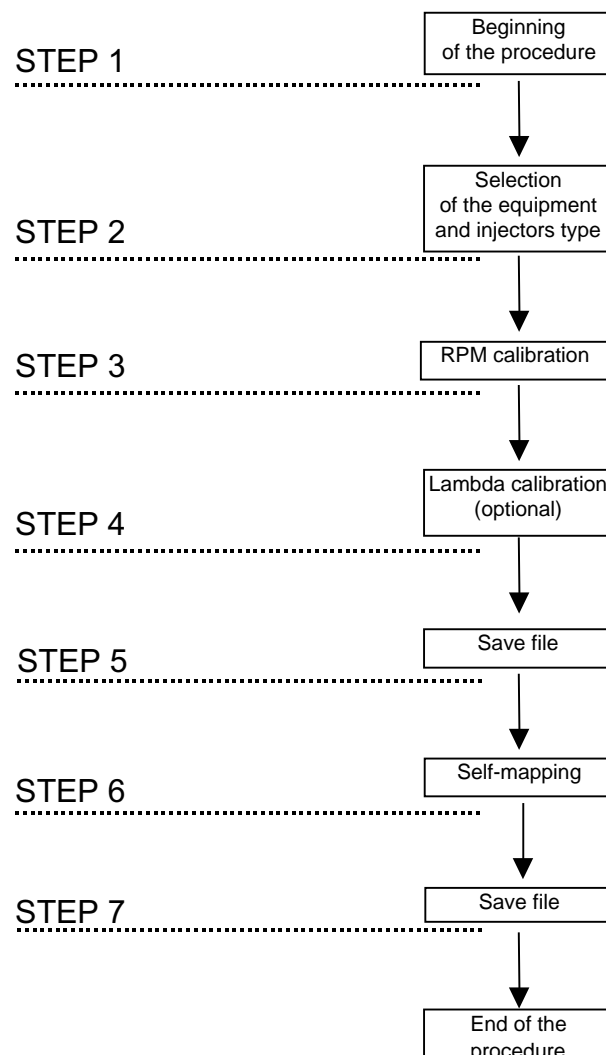 Beginning
of the procedure
STEP 1
Selection
of the equipment
and injectors type
STEP 2
RPM calibration
STEP 3
Lambda calibration
(optional)
STEP 4
Save file
STEP 5
Self-mapping
STEP 6
Save file
STEP 7
End of the
procedure